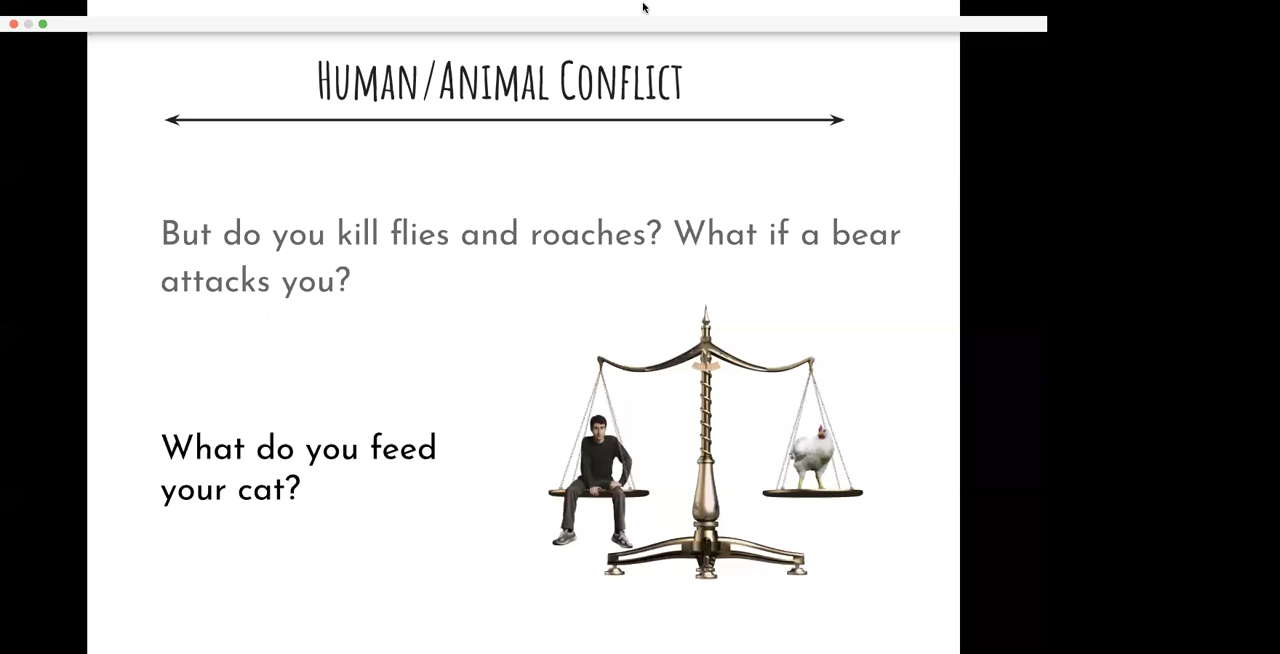 Human/Animal Conflict
But do you kill flies and roaches? What if a bear
attacks you?
What do you feed
your cat?